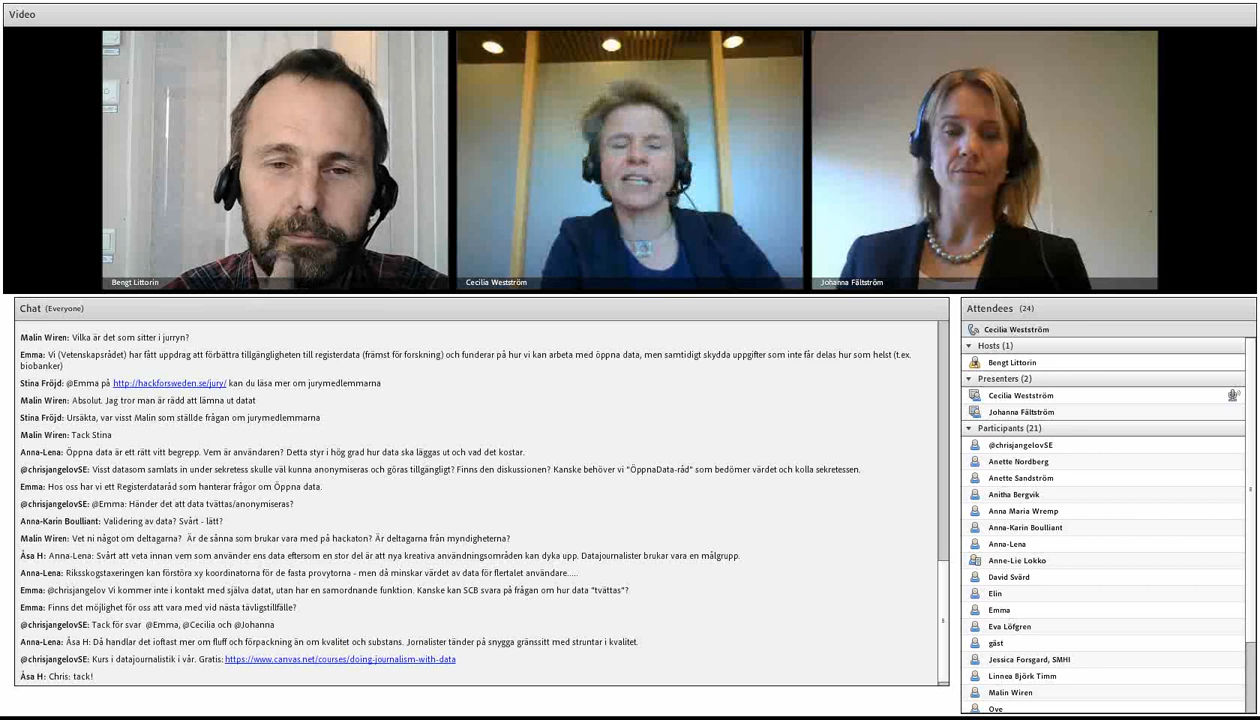 Video
Bengt Littorin
Cecilia Westström
Johanna Fältström
Chat (Everyone)
Malin Wiren: Vilka är det som sitter i jurryn?
Emma: Vi (Vetenskapsrådet) har fått uppdrag att förbättra tillgängligheten till registerdata (främst för forskning) och funderar på hur vi kan arbeta med öppna data, men samtidigt skydda uppgifter som inte får delas hur som helst (t.ex.
biobanker)
Stina Fröjd: @Emma på http://hackforsweden.se/jury/ kan du läsa mer om jurymedlemmarna
Malin Wiren: Absolut. Jag tror man är rädd att lämna ut datat
Stina Fröjd: Ursäkta, var visst Malin som ställde frågan om jurymedlemmarna
Malin Wiren: Tack Stina
Anna-Lena: Öppna data är ett rätt vitt begrepp. Vem är användaren? Detta styr i hög grad hur data ska läggas ut och vad det kostar.
@chrisjangelovSE: Visst datasom samlats in under sekretess skulle väl kunna anonymiseras och göras tillgängligt? Finns den diskussionen? Kanske behöver vi "ÖppnaData-råd" som bedömer värdet och kolla sekretessen.
Emma: Hos oss har vi ett Registerdataråd som hanterar frågor om Öppna data.
@chrisjangelovSE: @Emma: Händer det att data tvättas/anonymiseras?
Anna-Karin Boulliant: Validering av data? Svårt - lätt?
Malin Wiren: Vet ni något om deltagarna?  Är de sånna som brukar vara med på hackaton? Är deltagarna från myndigheterna?
Åsa H: Anna-Lena: Svårt att veta innan vem som använder ens data eftersom en stor del är att nya kreativa användningsområden kan dyka upp. Datajournalister brukar vara en målgrupp.
Anna-Lena: Riksskogstaxeringen kan förstöra xy koordinatorna för de fasta provytorna - men då minskar värdet av data för flertalet användare.....
Emma: @chrisjangelov Vi kommer inte i kontakt med själva datat, utan har en samordnande funktion. Kanske kan SCB svara på frågan om hur data "tvättas"?
Emma: Finns det möjlighet för oss att vara med vid nästa tävligstillfälle?
@chrisjangelovSE: Tack för svar  @Emma, @Cecilia och @Johanna
Anna-Lena: Åsa H: Då handlar det ioftast mer om fluff och förpackning än om kvalitet och substans. Jornalister tänder på snygga gränssitt med struntar i kvalitet.
@chrisjangelovSE: Kurs i datajournalistik i vår. Gratis: https://www.canvas.net/courses/doing-journalism-with-data
Åsa H: Chris: tack!
Attendees (24)
Cecilia Westström
Hosts (1)
Bengt Littorin
Presenters (2)
Cecilia Westström
Johanna Fältström
Participants (21)
@chrisjangelovSE
Anette Nordberg
Anette Sandström
Anitha Bergvik
Anna Maria Wremp
Anna-Karin Boulliant
Anna-Lena
Anne-Lie Lokko
David Svärd
Elin
Emma
Eva Löfgren
gäst
Jessica Forsgard, SMHI
Linnea Björk Timm
Malin Wiren
Ove